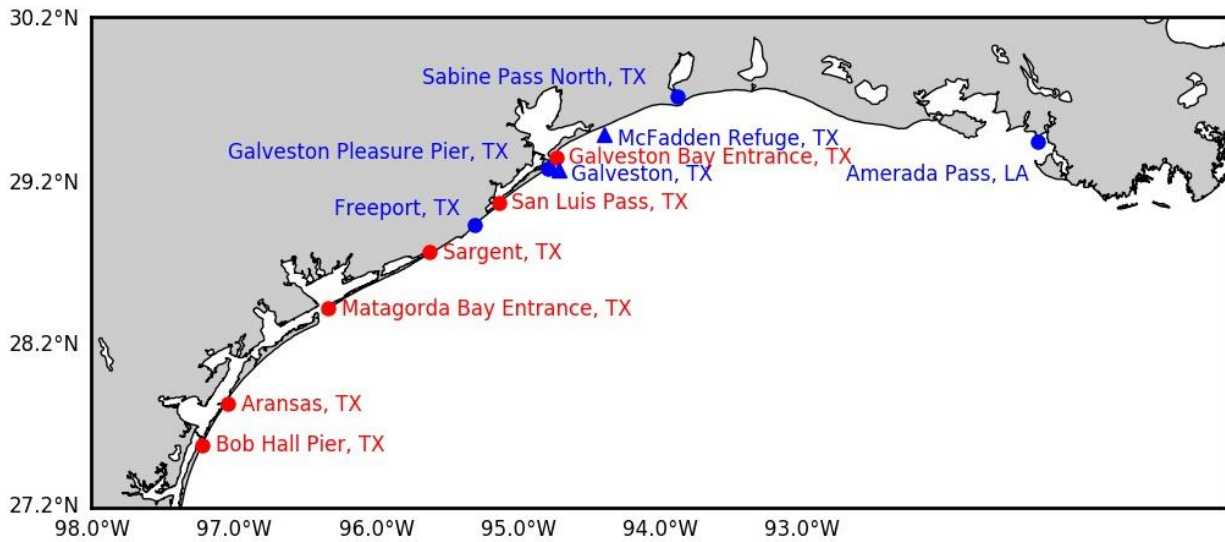 30.2°N
Sabine Pass North, TX
McFadden Refuge, TX
Galveston Pleasure Pier, TX
Galveston Bay Entrance, TX
Galveston, TX
Amerada Pass, LA
29.2°N
San Luis Pass, TX
Freeport, TX
Sargent, TX
Matagorda Bay Entrance, TX
28.2°N
Aransas, TX
Bob Hall Pier, TX
27.2°N
98.0°W 97.0°W 96.0°W 95.0°W 94.0°W 93.0°W